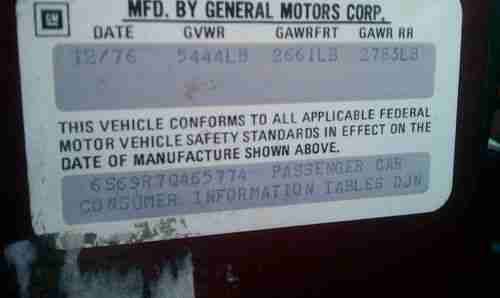 GM
MFD. BY GENERAL MOTORS CORP.
DATE GVWR GAWRFRT GAWR RR
12/76 5444LB 2661LB 2783LB
THIS VEHICLE CONFORMS TO ALL APPLICABLE FEDERAL
MOTOR VEHICLE SAFETY STANDARDS IN EFFECT ON THE
DATE OF MANUFACTURE SHOWN ABOVE.
6S69R7Q465774 PASSENGER CAR
CONSUMER INFORMATION TABLES DJN